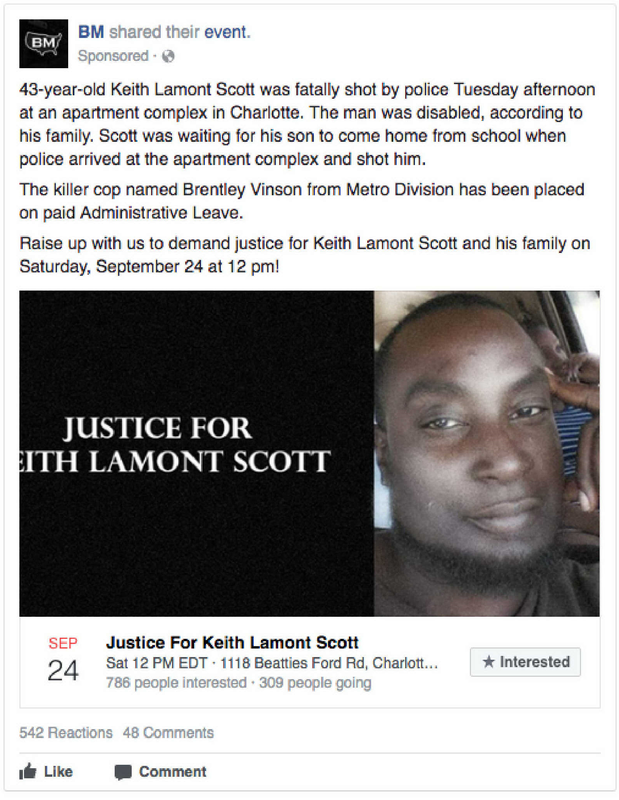 BM
BM shared their event.
Sponsored ·
43-year-old Keith Lamont Scott was fatally shot by police Tuesday afternoon
at an apartment complex in Charlotte. The man was disabled, according to
his family. Scott was waiting for his son to come home from school when
police arrived at the apartment complex and shot him.
The killer cop named Brentley Vinson from Metro Division has been placed
on paid Administrative Leave.
Raise up with us to demand justice for Keith Lamont Scott and his family on
Saturday, September 24 at 12 pm!
JUSTICE FOR
EITH LAMONT SCOTT
SEP
24
Justice For Keith Lamont Scott
Sat 12 PM EDT · 1118 Beatties Ford Rd, Charlott...
786 people interested · 309 people going
★ Interested
542 Reactions 48 Comments
Like Comment